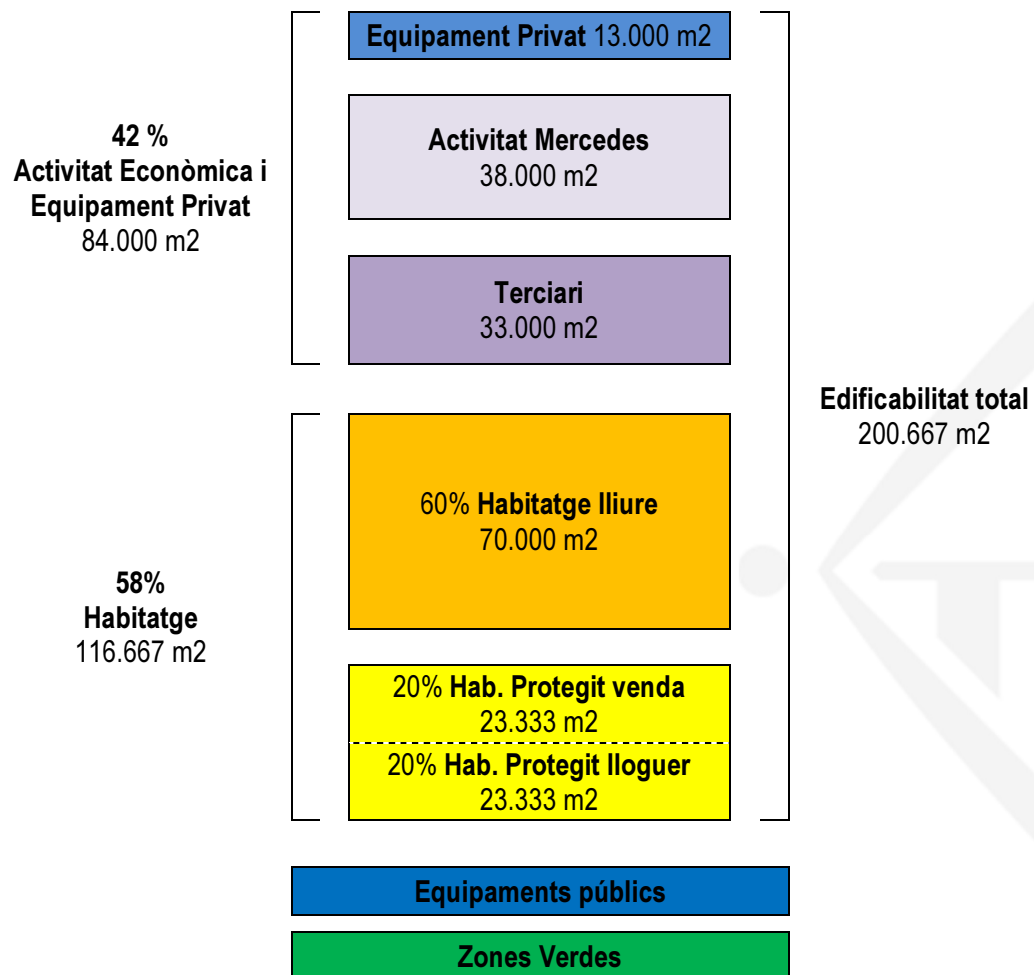 Equipament Privat 13.000 m2
42 %
Activitat Econòmica i
Equipament Privat
84.000 m2
Activitat Mercedes
38.000 m2
Terciari
33.000 m2
Edificabilitat total
200.667 m2
58%
Habitatge
116.667 m2
60% Habitatge lliure
70.000 m2
20% Hab. Protegit venda
23.333 m2
20% Hab. Protegit lloguer
23.333 m2
Equipaments públics
Zones Verdes